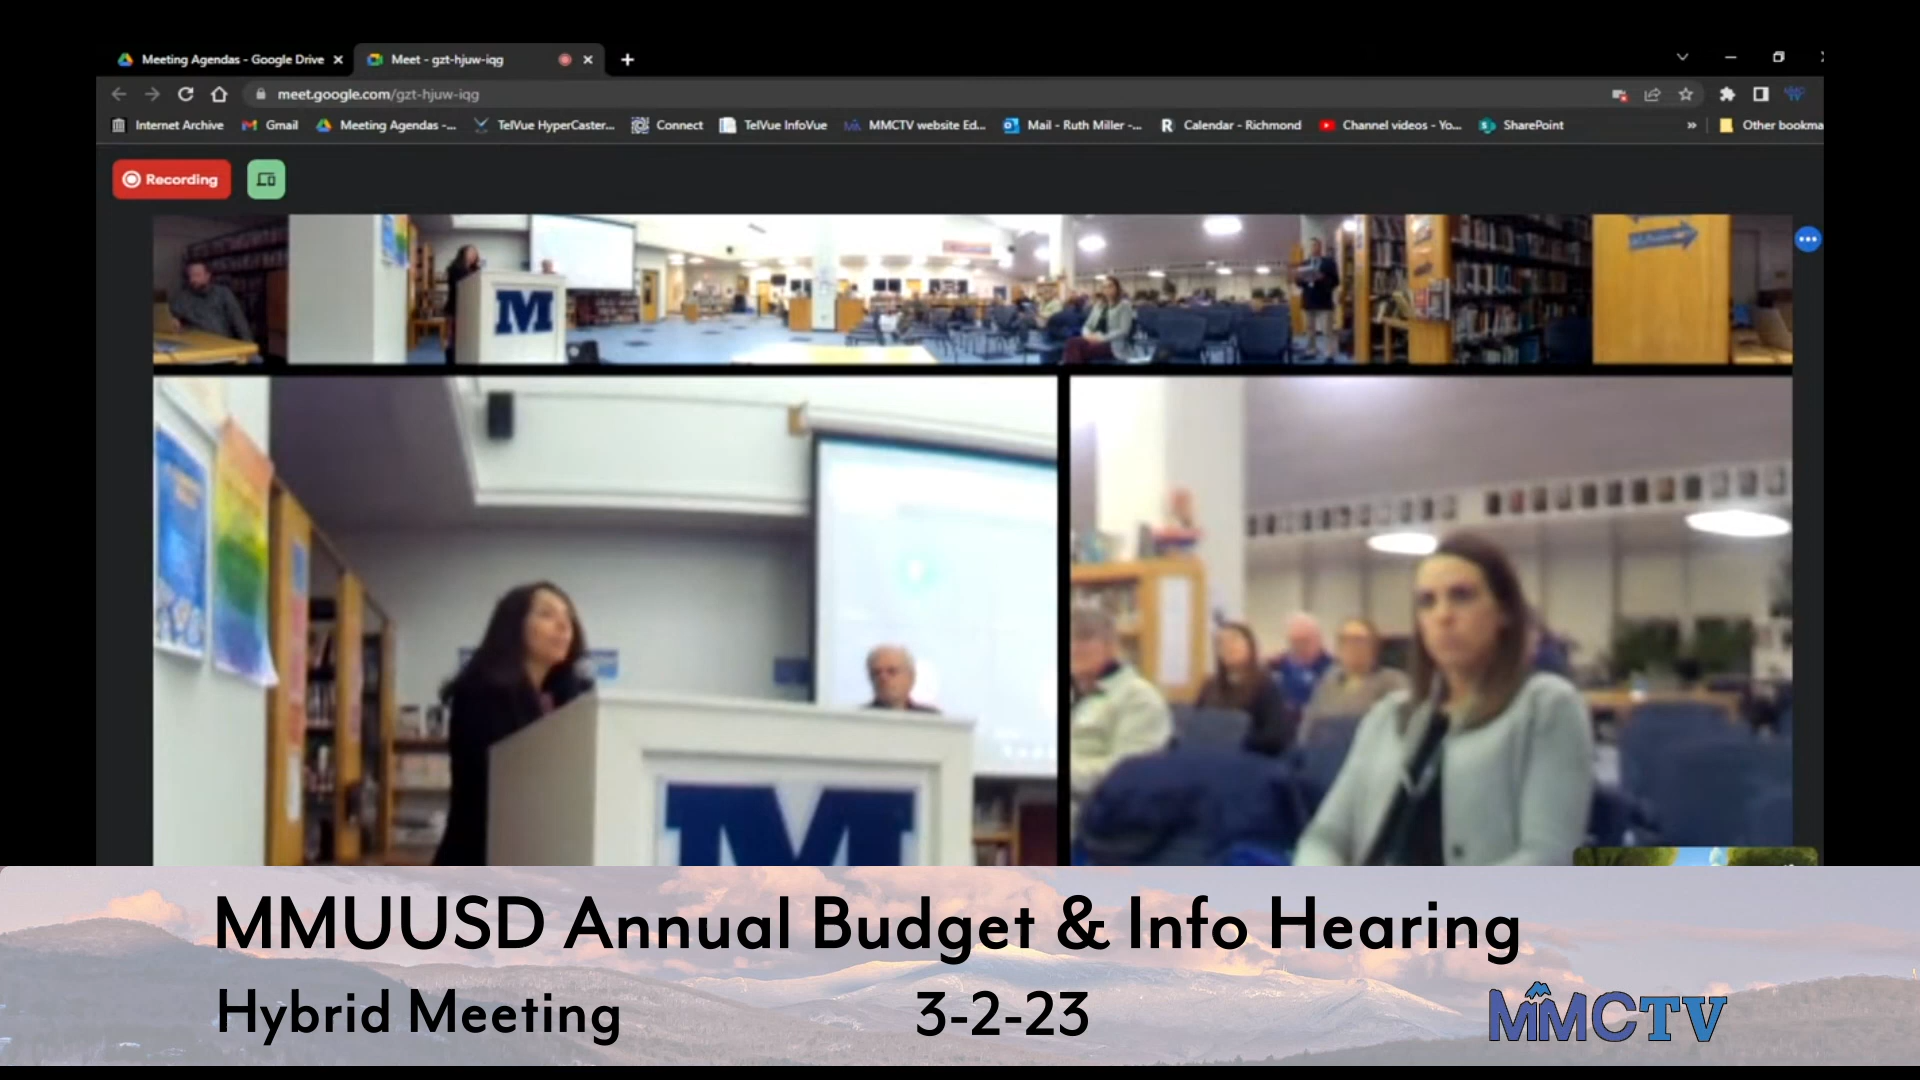 Meeting Agendas - Google Drive
Meet - gzt-hjuw-iqg
meet.google.com/gzt-hjuw-iqg
Internet Archive
Gmail
Meeting Agendas -...
TelVue HyperCaster...
Connect
TelVue InfoVue
MMCTV website Ed...
Mail - Ruth Miller -...
R
Calendar - Richmond
Channel videos - Yo...
SharePoint
»
Other bookma
Recording
M
M
MMUUSD Annual Budget & Info Hearing
Hybrid Meeting
3-2-23
MMCTV